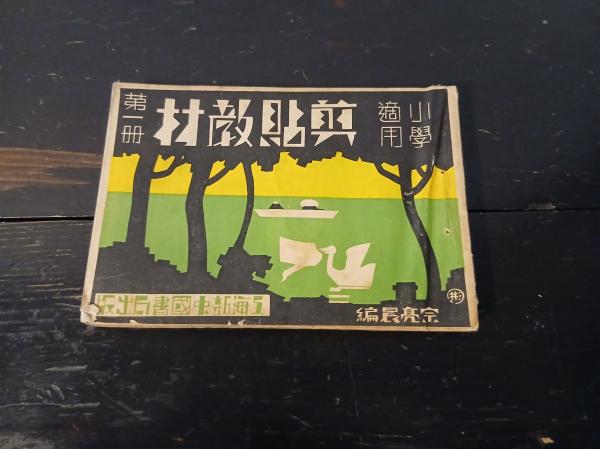 小學
適用
剪貼教材
第一册
上海新中國書局出版
宗亮晨編